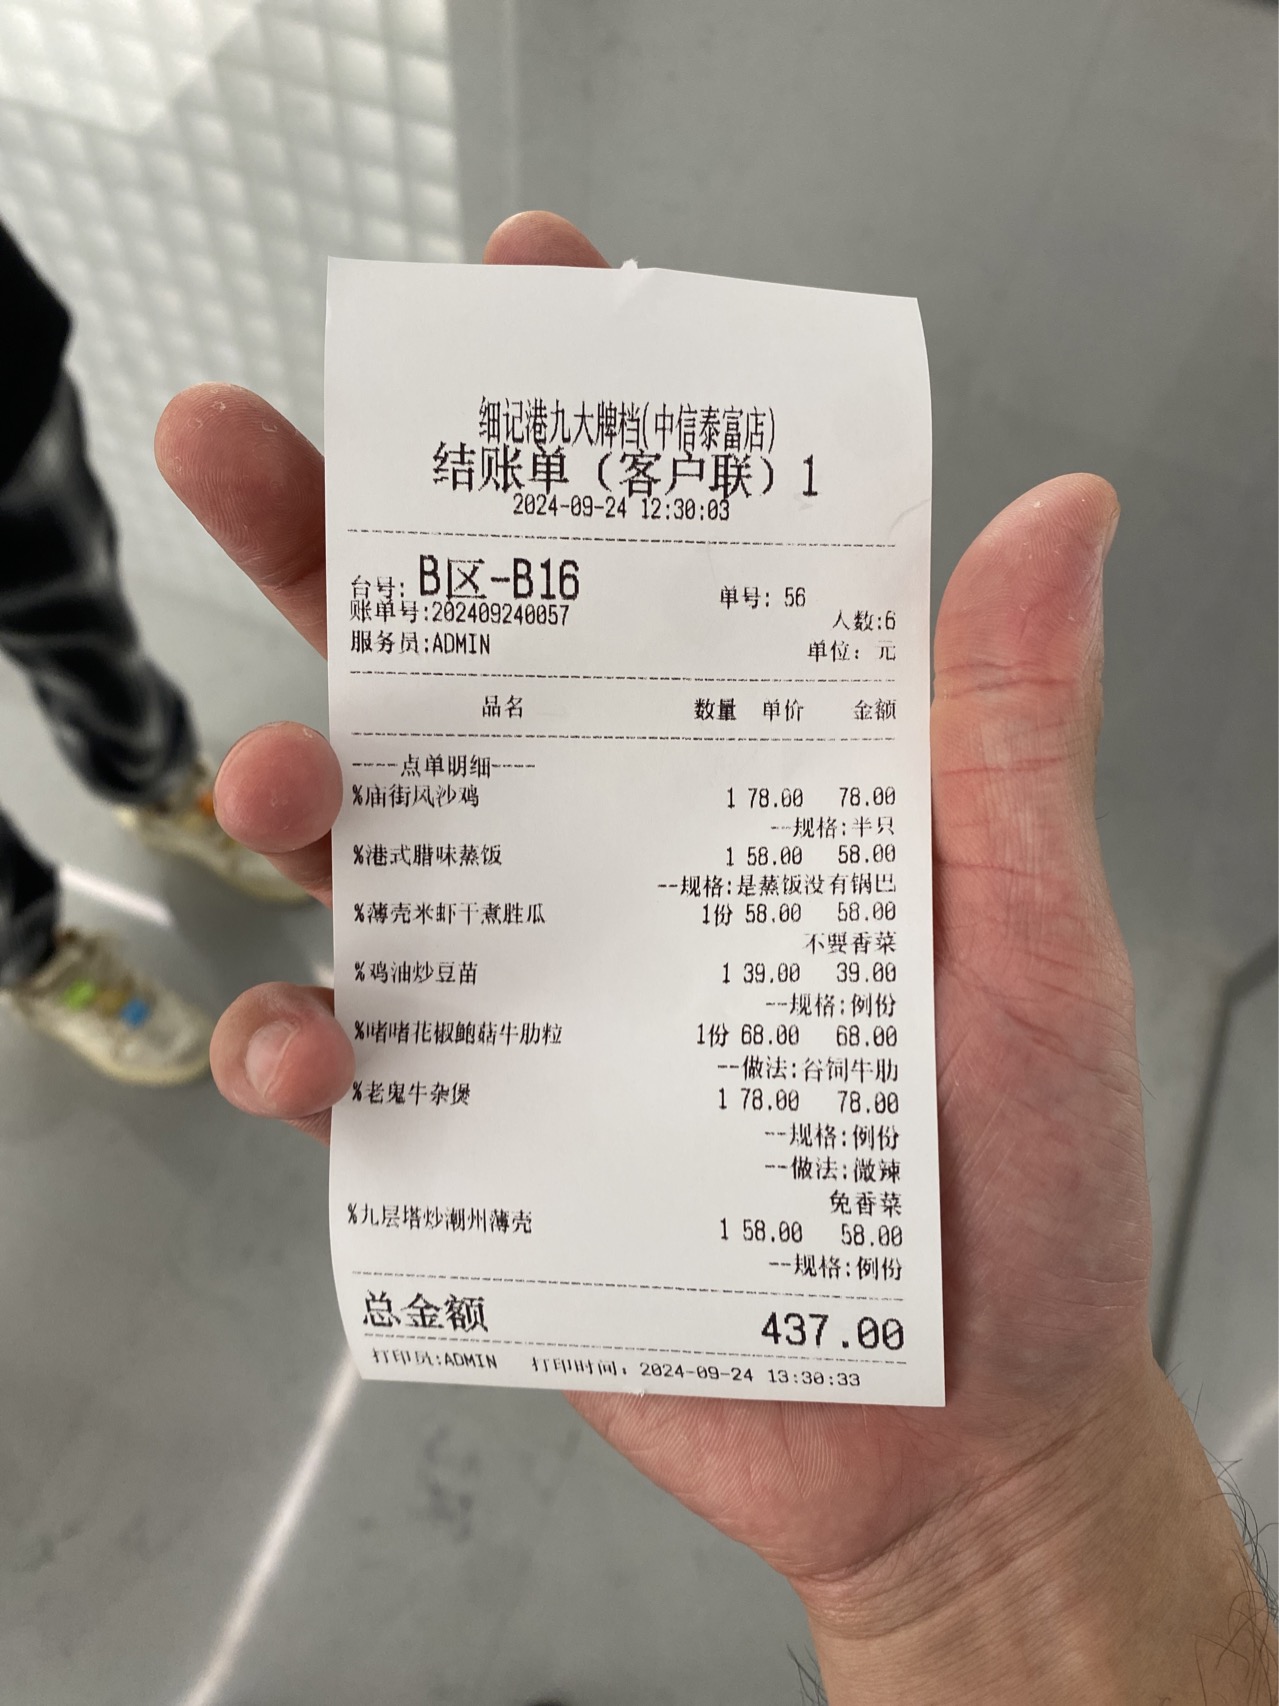 细记港九大牌档(中信泰富店)
结账单（客户联）1
2024-09-24 12:30:03
台号: B区-B16 单号: 56
账单号:202409240057 人数:6
服务员:ADMIN 单位: 元
品名 数量 单价 金额
----点单明细----
%庙街风沙鸡 1 78.00 78.00
--规格:半只
%港式腊味蒸饭 1 58.00 58.00
--规格:是蒸饭没有锅巴
%薄壳米虾干煮胜瓜 1份 58.00 58.00
不要香菜
%鸡油炒豆苗 1 39.00 39.00
--规格:例份
%啫啫花椒鲍菇牛肋粒 1份 68.00 68.00
--做法:谷饲牛肋
%老鬼牛杂煲 1 78.00 78.00
--规格:例份
--做法:微辣
免香菜
%九层塔炒潮州薄壳 1 58.00 58.00
--规格:例份
总金额 437.00
打印员:ADMIN 打印时间: 2024-09-24 13:30:33